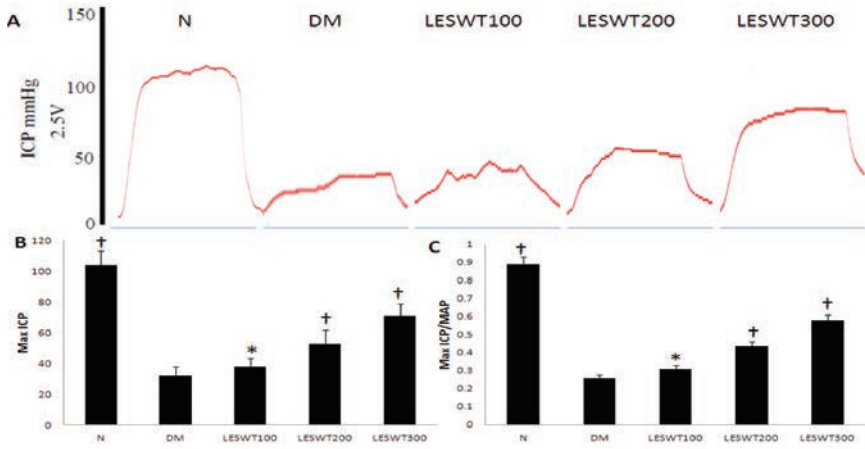 A
N DM LESWT100 LESWT200 LESWT300
150
100
50
0
ICP mmHg
2.5V
B
120
100
80
60
40
20
0
Max ICP
† * † †
N DM LESWT100 LESWT200 LESWT300
C
1
0.9
0.8
0.7
0.6
0.5
0.4
0.3
0.2
0.1
0
Max ICP/MAP
† * † †
N DM LESWT100 LESWT200 LESWT300